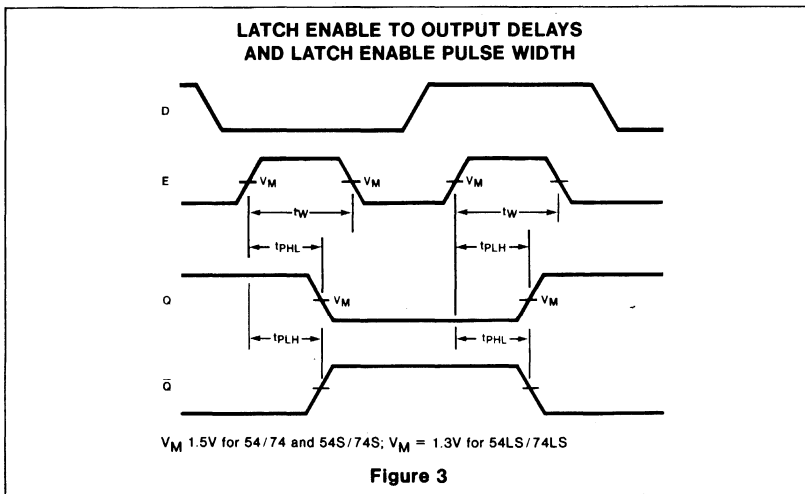 LATCH ENABLE TO OUTPUT DELAYS
AND LATCH ENABLE PULSE WIDTH
D
E
VM
VM
VM
tW
tW
tPHL
tPLH
Q
VM
VM
tPLH
tPHL
Q̅
VM 1.5V for 54/74 and 54S/74S; VM = 1.3V for 54LS/74LS
Figure 3